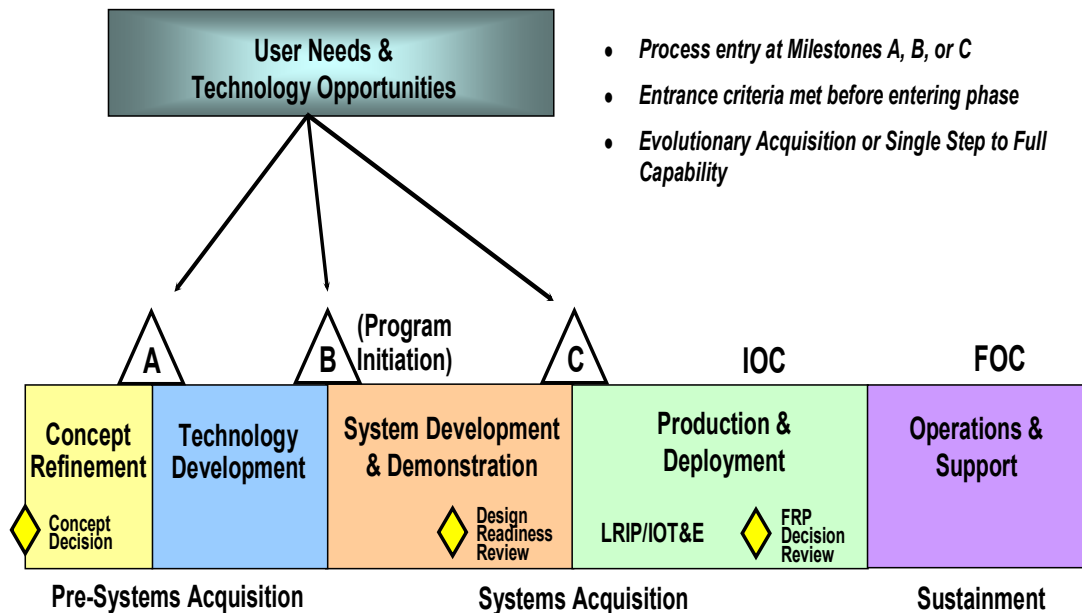 User Needs &
Technology Opportunities
• Process entry at Milestones A, B, or C
• Entrance criteria met before entering phase
• Evolutionary Acquisition or Single Step to Full
Capability
A
B
(Program
Initiation)
C
IOC
FOC
Concept
Refinement
Technology
Development
System Development
& Demonstration
Production &
Deployment
Operations &
Support
Concept
Decision
Design
Readiness
Review
LRIP/IOT&E
FRP
Decision
Review
Pre-Systems Acquisition
Systems Acquisition
Sustainment